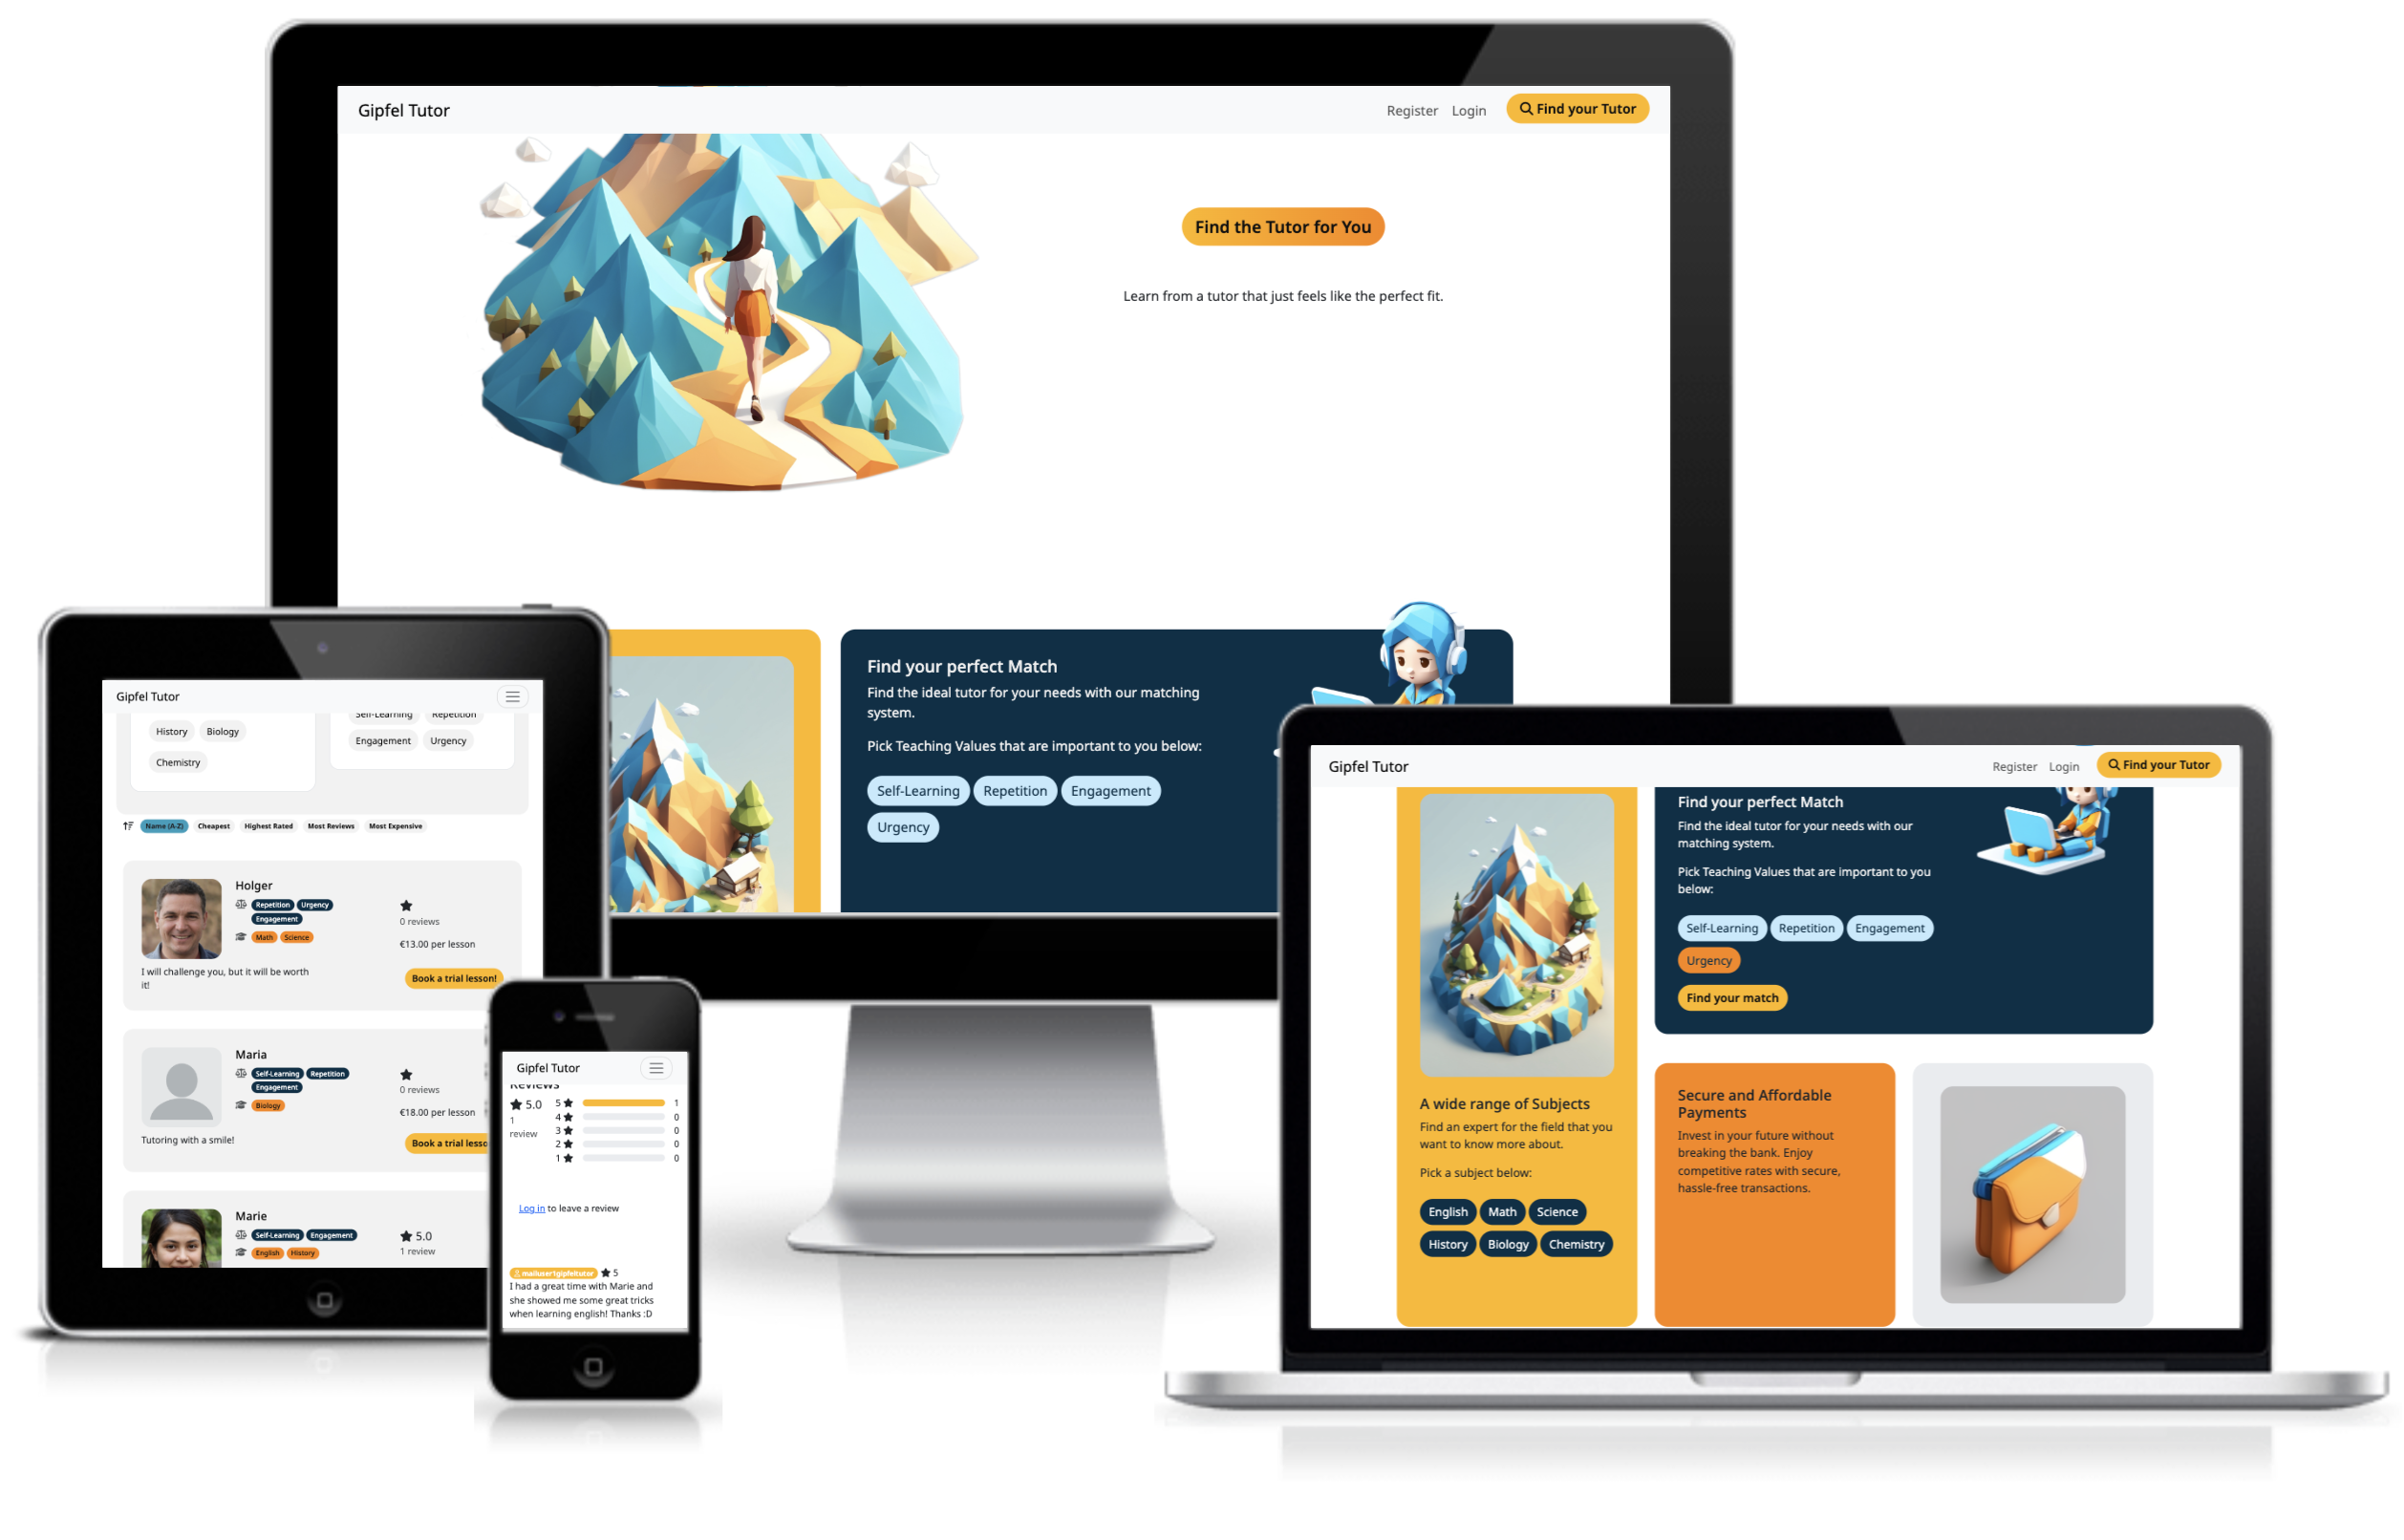 Gipfel Tutor
Register Login Find your Tutor
Find the Tutor for You
Learn from a tutor that just feels like the perfect fit.
Find your perfect Match
Find the ideal tutor for your needs with our matching
system.
Pick Teaching Values that are important to you below:
Self-Learning Repetition Engagement
Urgency
Gipfel Tutor
Self-Learning Repetition
History Biology
Engagement Urgency
Chemistry
Name (A-Z) Cheapest Highest Rated Most Reviews Most Expensive
Holger
Repetition Urgency
Engagement
Math Science
0 reviews
€13.00 per lesson
I will challenge you, but it will be worth
it!
Book a trial lesson!
Maria
Self-Learning Repetition
Engagement
Biology
0 reviews
€18.00 per lesson
Tutoring with a smile!
Book a trial lesso
Marie
Self-Learning Engagement
English History
5.0
1 review
Gipfel Tutor
Reviews
5.0
1
review
5 1
4 0
3 0
2 0
1 0
Log in to leave a review
mailuser1gipfeltutor 5
I had a great time with Marie and
she showed me some great tricks
when learning english! Thanks :D
Gipfel Tutor
Register Login Find your Tutor
Find your perfect Match
Find the ideal tutor for your needs with our
matching system.
Pick Teaching Values that are important to you
below:
Self-Learning Repetition Engagement
Urgency
Find your match
A wide range of Subjects
Find an expert for the field that you
want to know more about.
Pick a subject below:
English Math Science
History Biology Chemistry
Secure and Affordable
Payments
Invest in your future without
breaking the bank. Enjoy
competitive rates with secure,
hassle-free transactions.